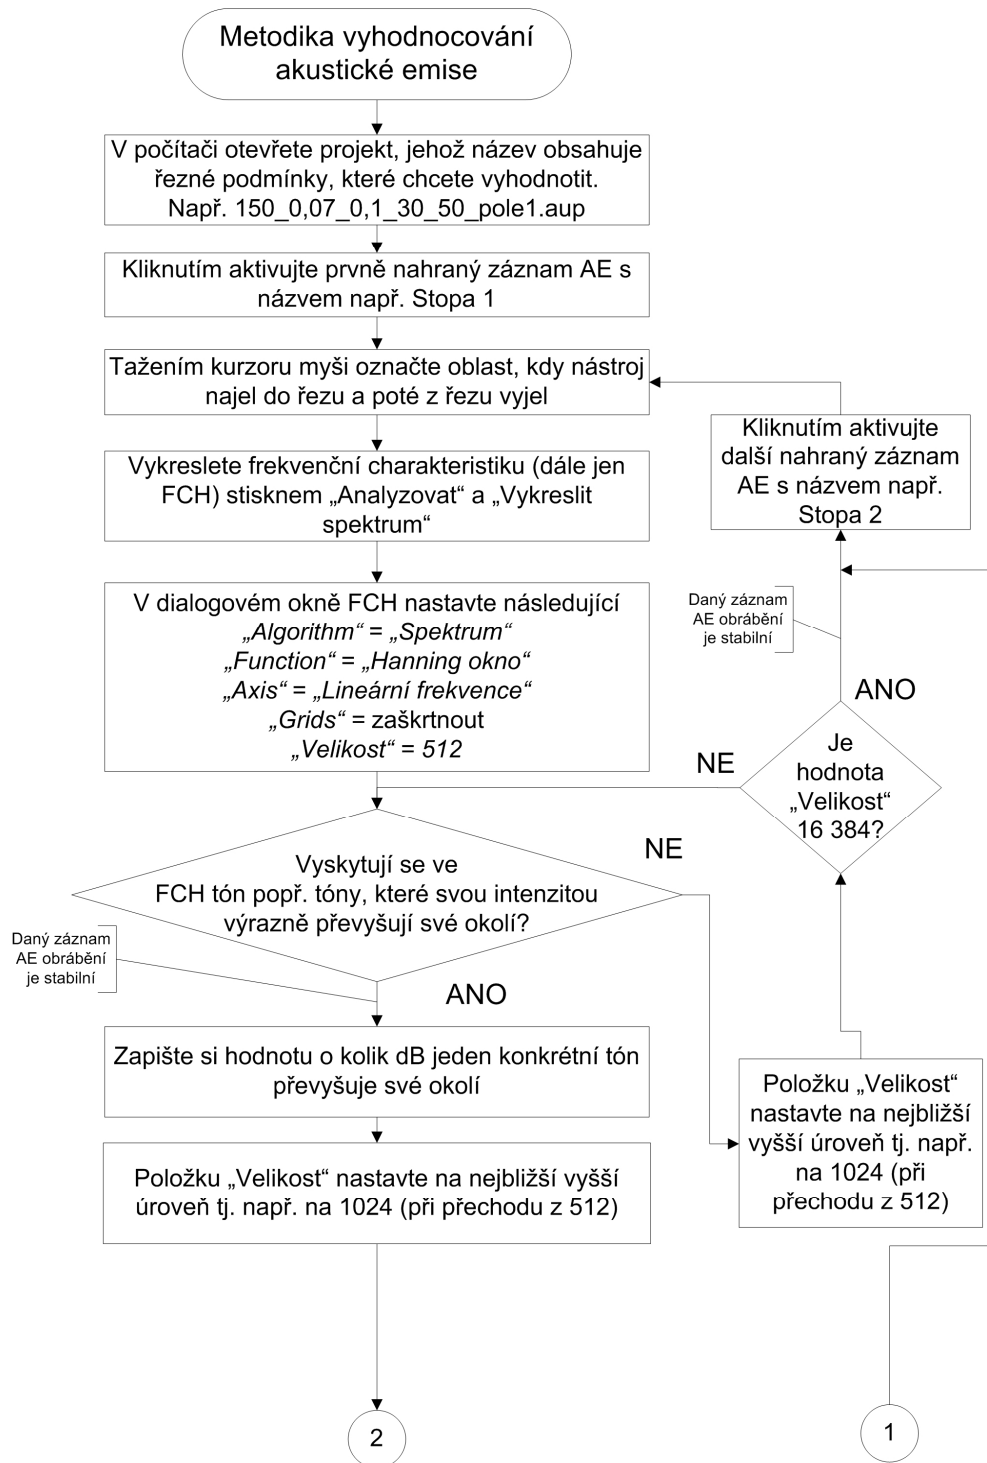 Metodika vyhodnocování
akustické emise
V počítači otevřete projekt, jehož název obsahuje
řezné podmínky, které chcete vyhodnotit.
Např. 150_0,07_0,1_30_50_pole1.aup
Kliknutím aktivujte prvně nahraný záznam AE s
názvem např. Stopa 1
Tažením kurzoru myši označte oblast, kdy nástroj
najel do řezu a poté z řezu vyjel
Vykreslete frekvenční charakteristiku (dále jen
FCH) stisknem „Analyzovat“ a „Vykreslit
spektrum“
V dialogovém okně FCH nastavte následující
„Algorithm“ = „Spektrum“
„Function“ = „Hanning okno“
„Axis“ = „Lineární frekvence“
„Grids“ = zaškrtnout
„Velikost“ = 512
Vyskytují se ve
FCH tón popř. tóny, které svou intenzitou
výrazně převyšují své okolí?
NE
Daný záznam
AE obrábění
je stabilní
ANO
Zapište si hodnotu o kolik dB jeden konkrétní tón
převyšuje své okolí
Položku „Velikost“ nastavte na nejbližší vyšší
úroveň tj. např. na 1024 (při přechodu z 512)
2
Kliknutím aktivujte
další nahraný záznam
AE s názvem např.
Stopa 2
Daný záznam
AE obrábění
je stabilní
ANO
NE
Je
hodnota
„Velikost“
16 384?
Položku „Velikost“
nastavte na nejbližší
vyšší úroveň tj. např.
na 1024 (při
přechodu z 512)
1